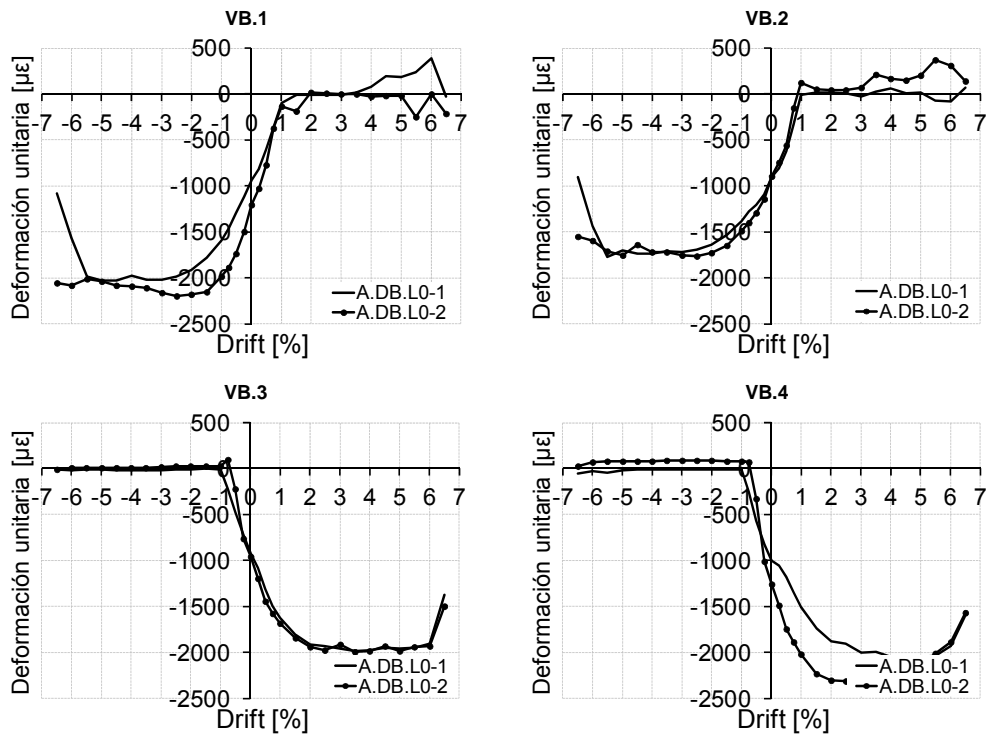 VB.1
500
0
-500
-1000
-1500
-2000
-2500
-7 -6 -5 -4 -3 -2 -1 0 1 2 3 4 5 6 7
Deformación unitaria [με]
Drift [%]
A.DB.L0-1
A.DB.L0-2
VB.2
500
0
-500
-1000
-1500
-2000
-2500
-7 -6 -5 -4 -3 -2 -1 0 1 2 3 4 5 6 7
Deformación unitaria [με]
Drift [%]
A.DB.L0-1
A.DB.L0-2
VB.3
500
0
-500
-1000
-1500
-2000
-2500
-7 -6 -5 -4 -3 -2 -1 0 1 2 3 4 5 6 7
Deformación unitaria [με]
Drift [%]
A.DB.L0-1
A.DB.L0-2
VB.4
500
0
-500
-1000
-1500
-2000
-2500
-7 -6 -5 -4 -3 -2 -1 0 1 2 3 4 5 6 7
Deformación unitaria [με]
Drift [%]
A.DB.L0-1
A.DB.L0-2